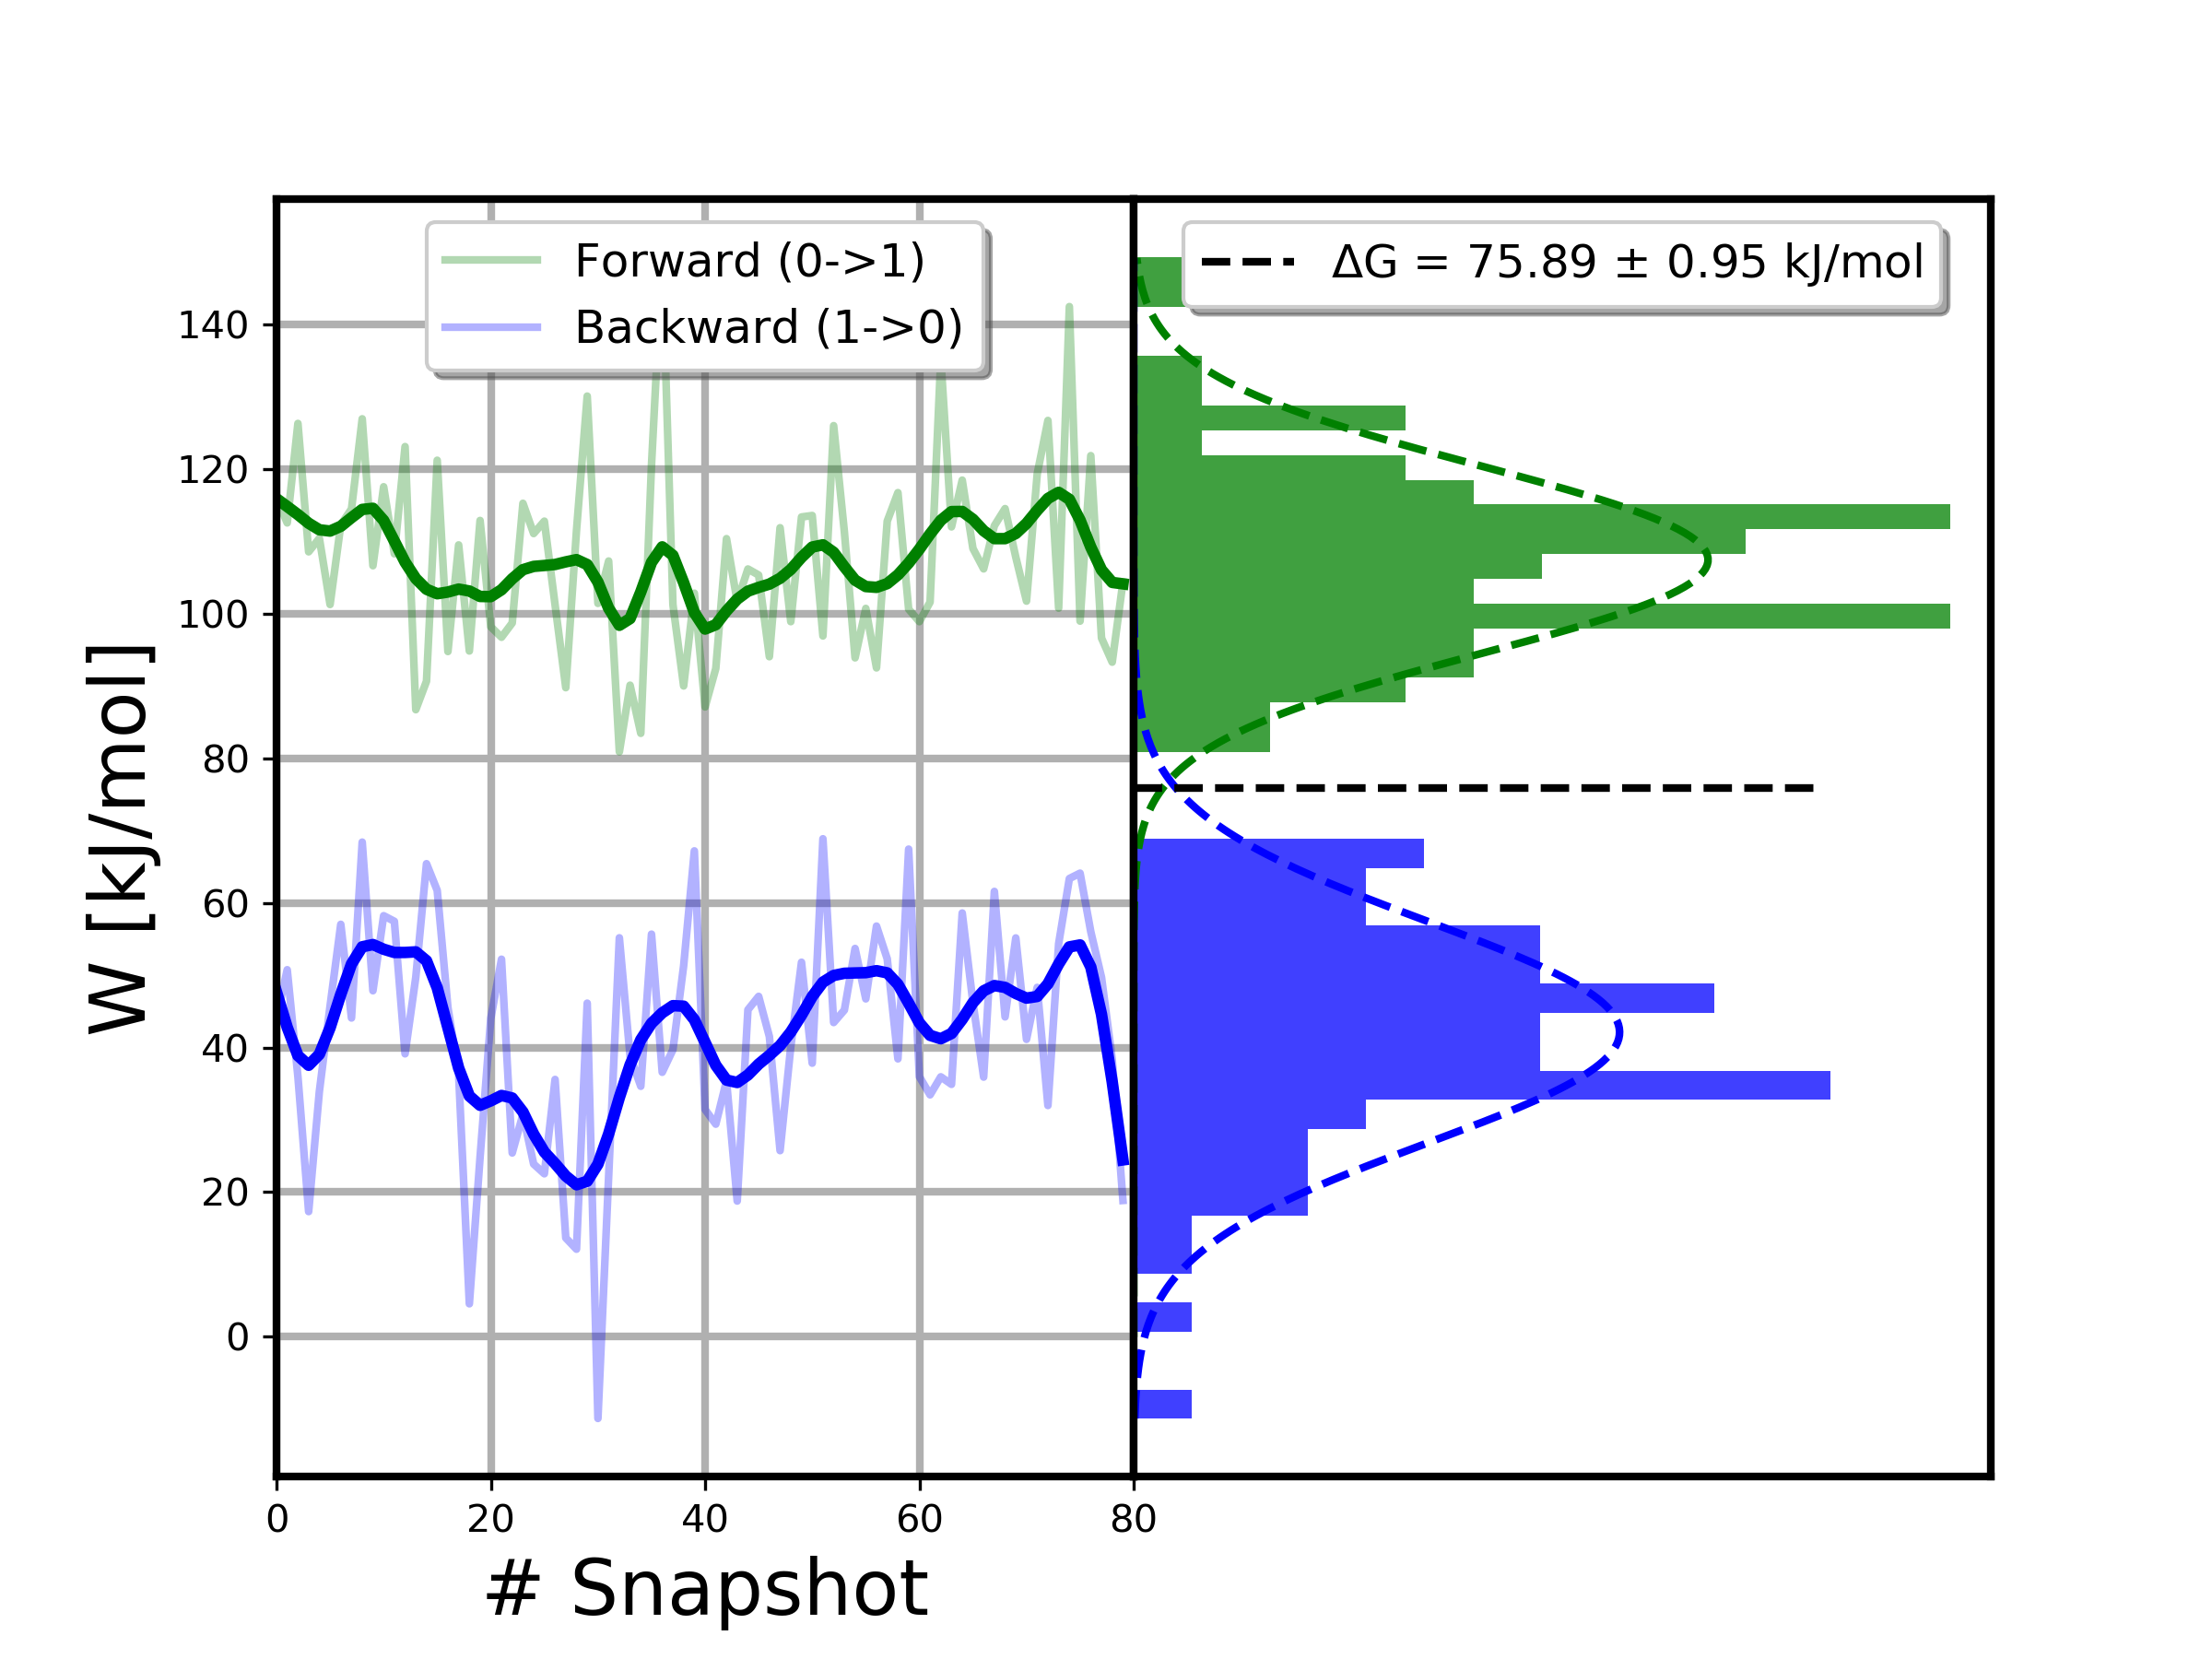 Forward (0->1)
Backward (1->0)
ΔG = 75.89 ± 0.95 kJ/mol
W [kJ/mol]
140
120
100
80
60
40
20
0
0 20 40 60 80
# Snapshot